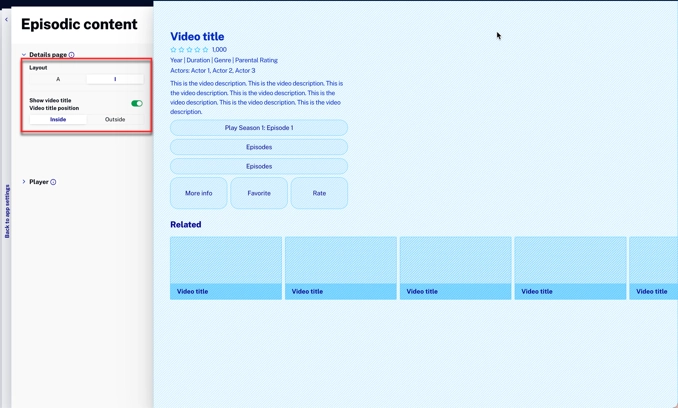 Episodic content
Details page
Layout
A I
Show video title
Video title position
Inside Outside
Player
Back to app settings
Video title
1,000
Year | Duration | Genre | Parental Rating
Actors: Actor 1, Actor 2, Actor 3
This is the video description. This is the video description. This is
the video description. This is the video description. This is the
video description. This is the video description. This is the video
description.
Play Season 1: Episode 1
Episodes
Episodes
More info Favorite Rate
Related
Video title Video title Video title Video title Video title